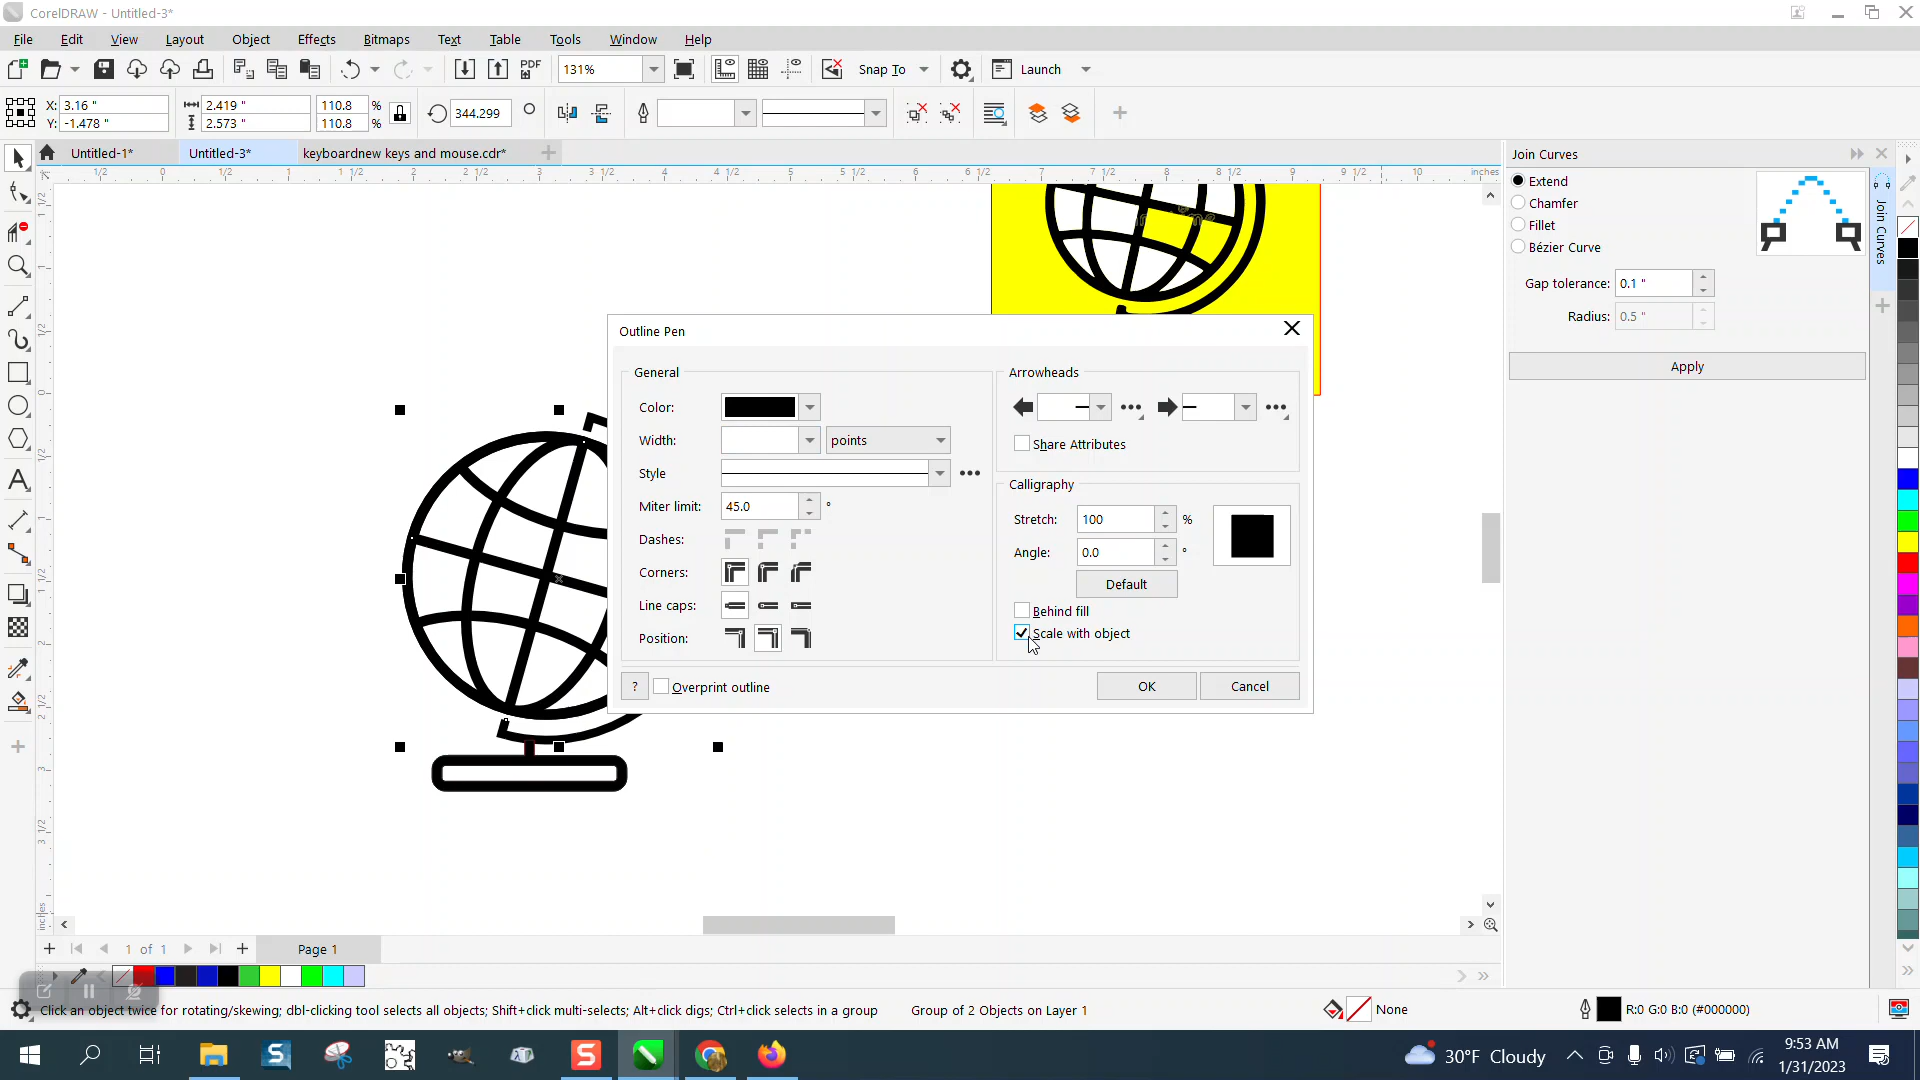 CorelDRAW - Untitled-3*
File Edit View Layout Object Effects Bitmaps Text Table Tools Window Help
PDF 131% Snap To Launch
X: 3.16 " 2.419 " 110.8 % 344.299
Y: -1.478 " 2.573 " 110.8 %
Untitled-1* Untitled-3* keyboardnew keys and mouse.cdr*
Join Curves
1/2 0 1/2 1 1 1/2 2 2 1/2 3 3 1/2 4 4 1/2 5 5 1/2 6 6 1/2 7 7 1/2 8 8 1/2 9 9 1/2 10 inches
Extend
Chamfer
Fillet
Bézier Curve
Gap tolerance: 0.1 "
Radius: 0.5 "
Apply
Join Curves
Outline Pen
General
Color:
Width: points
Style
Miter limit: 45.0 °
Dashes:
Corners:
Line caps:
Position:
Arrowheads
Share Attributes
Calligraphy
Stretch: 100 %
Angle: 0.0 °
Default
Behind fill
Scale with object
? Overprint outline OK Cancel
inches
1 of 1 Page 1
Click an object twice for rotating/skewing; dbl-clicking tool selects all objects; Shift+click multi-selects; Alt+click digs; Ctrl+click selects in a group Group of 2 Objects on Layer 1 None R:0 G:0 B:0 (#000000)
30°F Cloudy 9:53 AM
1/31/2023